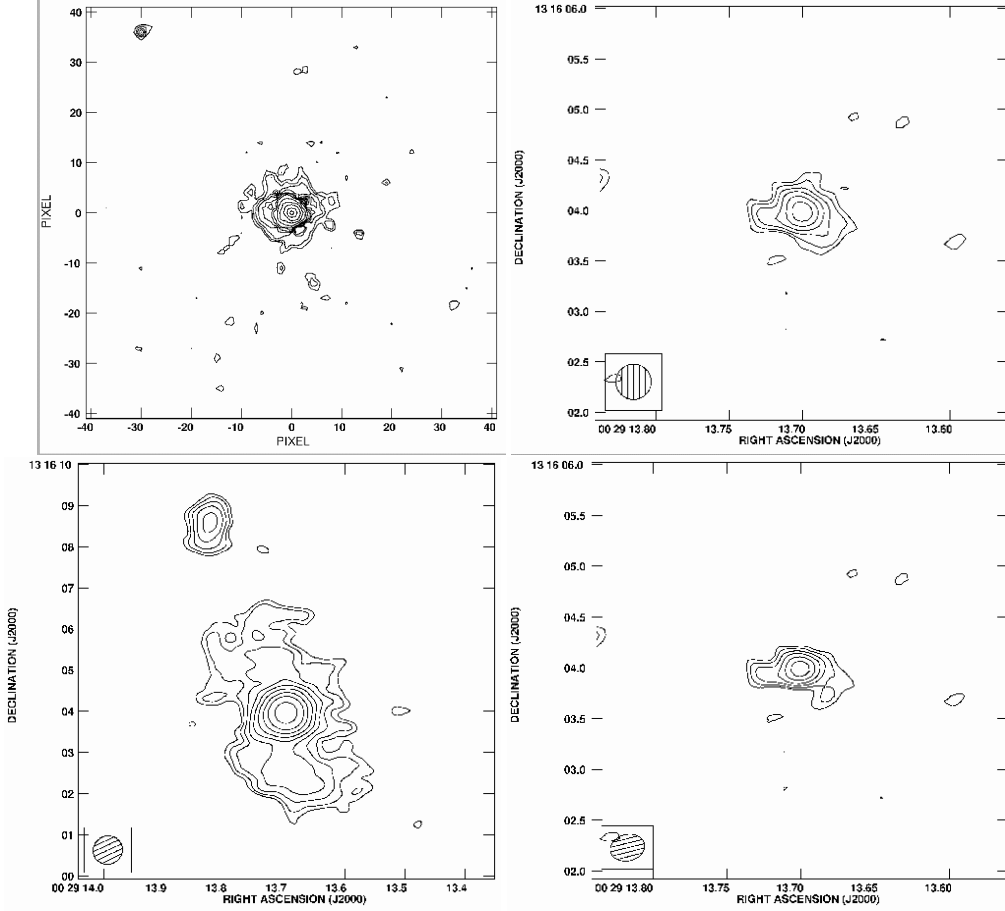 40
30
20
10
0
-10
-20
-30
-40
PIXEL
-40 -30 -20 -10 0 10 20 30 40
PIXEL
13 16 06.0
05.5
05.0
04.5
04.0
03.5
03.0
02.5
02.0
DECLINATION (J2000)
00 29 13.80 13.75 13.70 13.65 13.60
RIGHT ASCENSION (J2000)
13 16 10
09
08
07
06
05
04
03
02
01
00
DECLINATION (J2000)
00 29 14.0 13.9 13.8 13.7 13.6 13.5 13.4
RIGHT ASCENSION (J2000)
13 16 06.0
05.5
05.0
04.5
04.0
03.5
03.0
02.5
02.0
DECLINATION (J2000)
00 29 13.80 13.75 13.70 13.65 13.60
RIGHT ASCENSION (J2000)